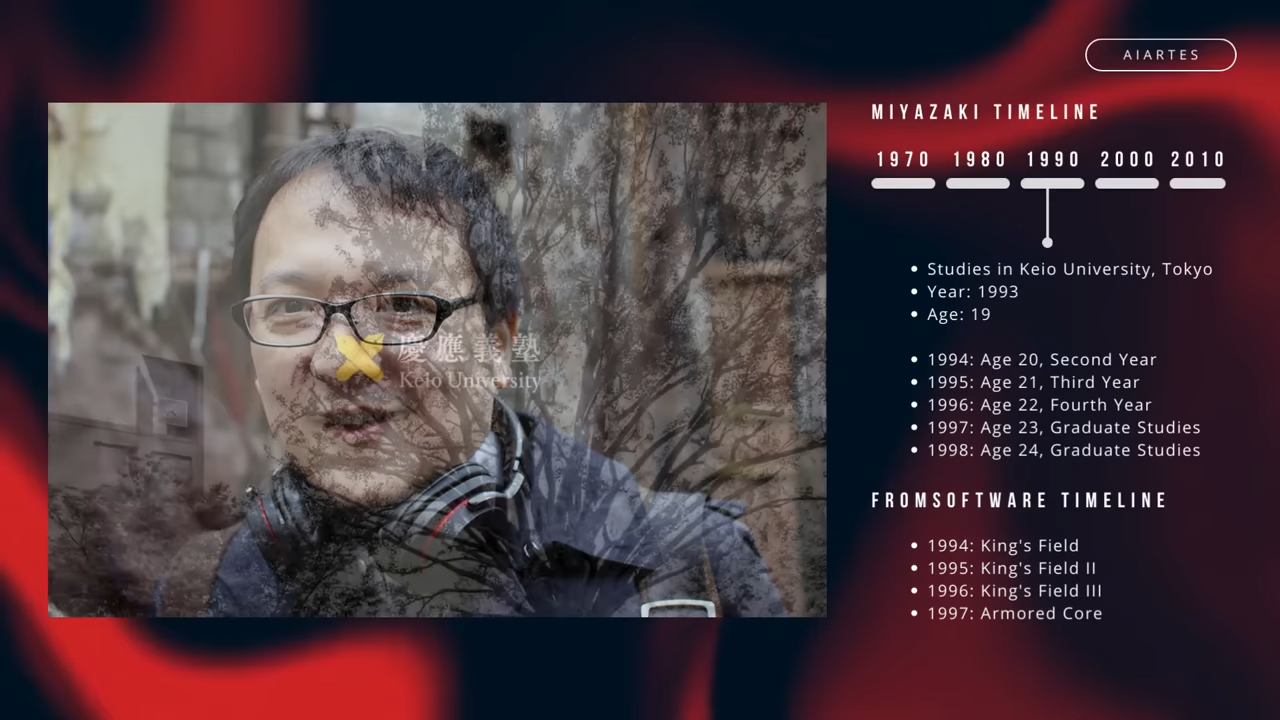 AIARTES
MIYAZAKI TIMELINE
1970 1980 1990 2000 2010
Studies in Keio University, Tokyo
Year: 1993
Age: 19
1994: Age 20, Second Year
1995: Age 21, Third Year
1996: Age 22, Fourth Year
1997: Age 23, Graduate Studies
1998: Age 24, Graduate Studies
FROMSOFTWARE TIMELINE
1994: King's Field
1995: King's Field II
1996: King's Field III
1997: Armored Core
慶應義塾
Keio University